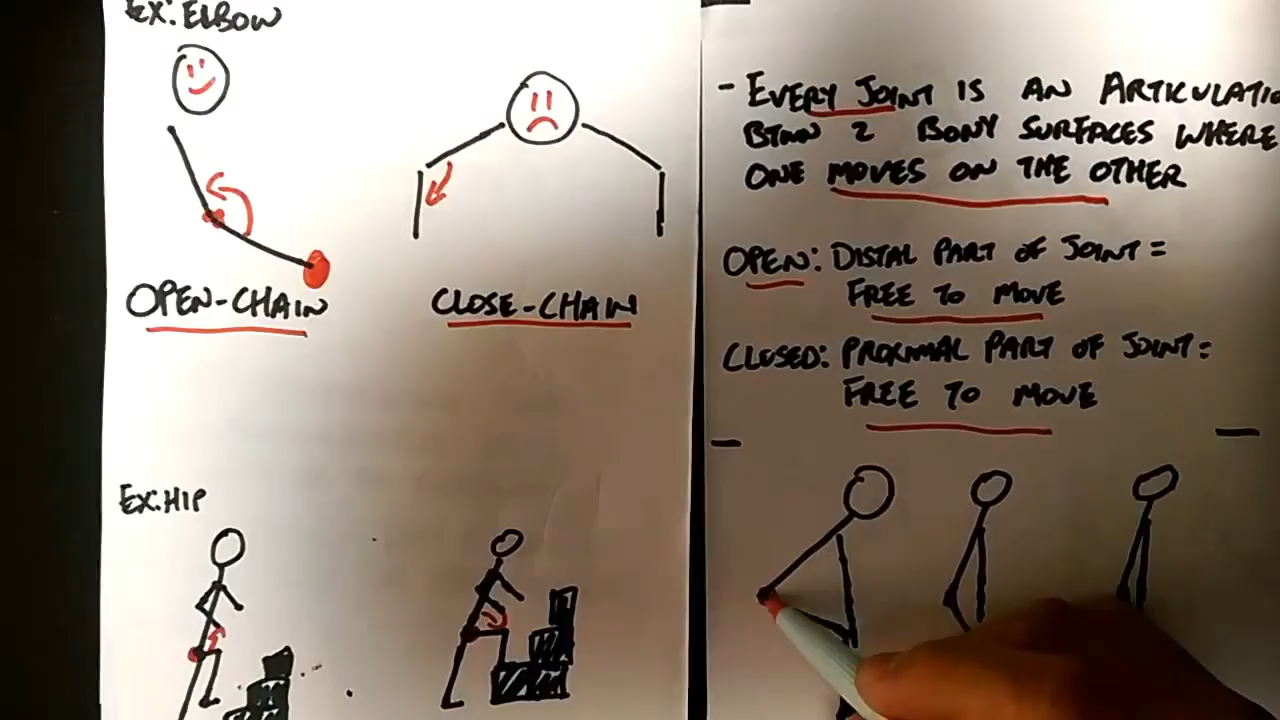 EX: ELBOW
OPEN-CHAIN
CLOSE-CHAIN
EX: HIP
- EVERY JOINT IS AN ARTICULATIO
BTWN 2 BONY SURFACES WHERE
ONE MOVES ON THE OTHER
OPEN: DISTAL PART OF JOINT =
FREE TO MOVE
CLOSED: PROXIMAL PART OF JOINT =
FREE TO MOVE